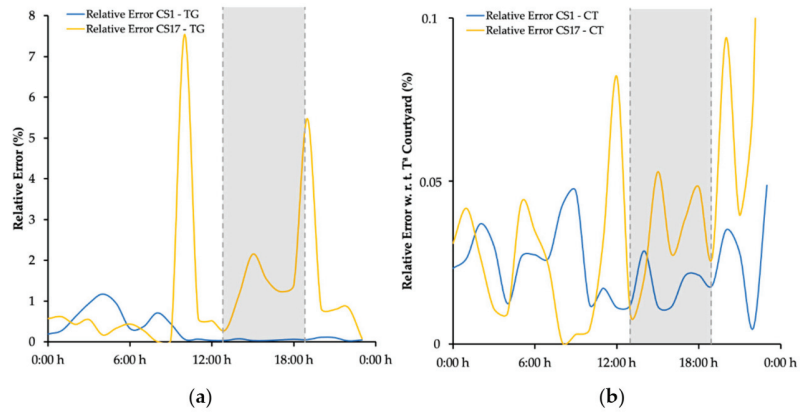 Relative Error CS1 - TG
Relative Error CS17 - TG
Relative Error (%)
8
7
6
5
4
3
2
1
0
0:00 h 6:00 h 12:00 h 18:00 h 0:00 h
(a)
Relative Error CS1 - CT
Relative Error CS17 - CT
Relative Error w. r. t. Tª Courtyard (%)
0.1
0.05
0
0:00 h 6:00 h 12:00 h 18:00 h 0:00 h
(b)